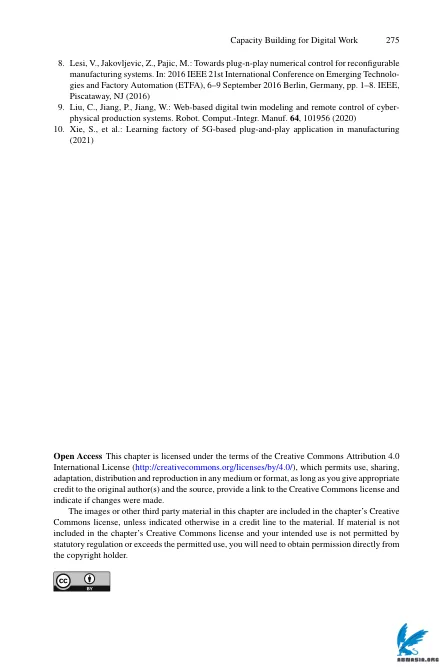 Capacity Building for Digital Work 275
8. Lesi, V., Jakovljevic, Z., Pajic, M.: Towards plug-n-play numerical control for reconfigurable
manufacturing systems. In: 2016 IEEE 21st International Conference on Emerging Technolo-
gies and Factory Automation (ETFA), 6–9 September 2016 Berlin, Germany, pp. 1–8. IEEE,
Piscataway, NJ (2016)
9. Liu, C., Jiang, P., Jiang, W.: Web-based digital twin modeling and remote control of cyber-
physical production systems. Robot. Comput.-Integr. Manuf. 64, 101956 (2020)
10. Xie, S., et al.: Learning factory of 5G-based plug-and-play application in manufacturing
(2021)
Open Access This chapter is licensed under the terms of the Creative Commons Attribution 4.0
International License (http://creativecommons.org/licenses/by/4.0/), which permits use, sharing,
adaptation, distribution and reproduction in any medium or format, as long as you give appropriate
credit to the original author(s) and the source, provide a link to the Creative Commons license and
indicate if changes were made.
The images or other third party material in this chapter are included in the chapter's Creative
Commons license, unless indicated otherwise in a credit line to the material. If material is not
included in the chapter's Creative Commons license and your intended use is not permitted by
statutory regulation or exceeds the permitted use, you will need to obtain permission directly from
the copyright holder.
CC BY